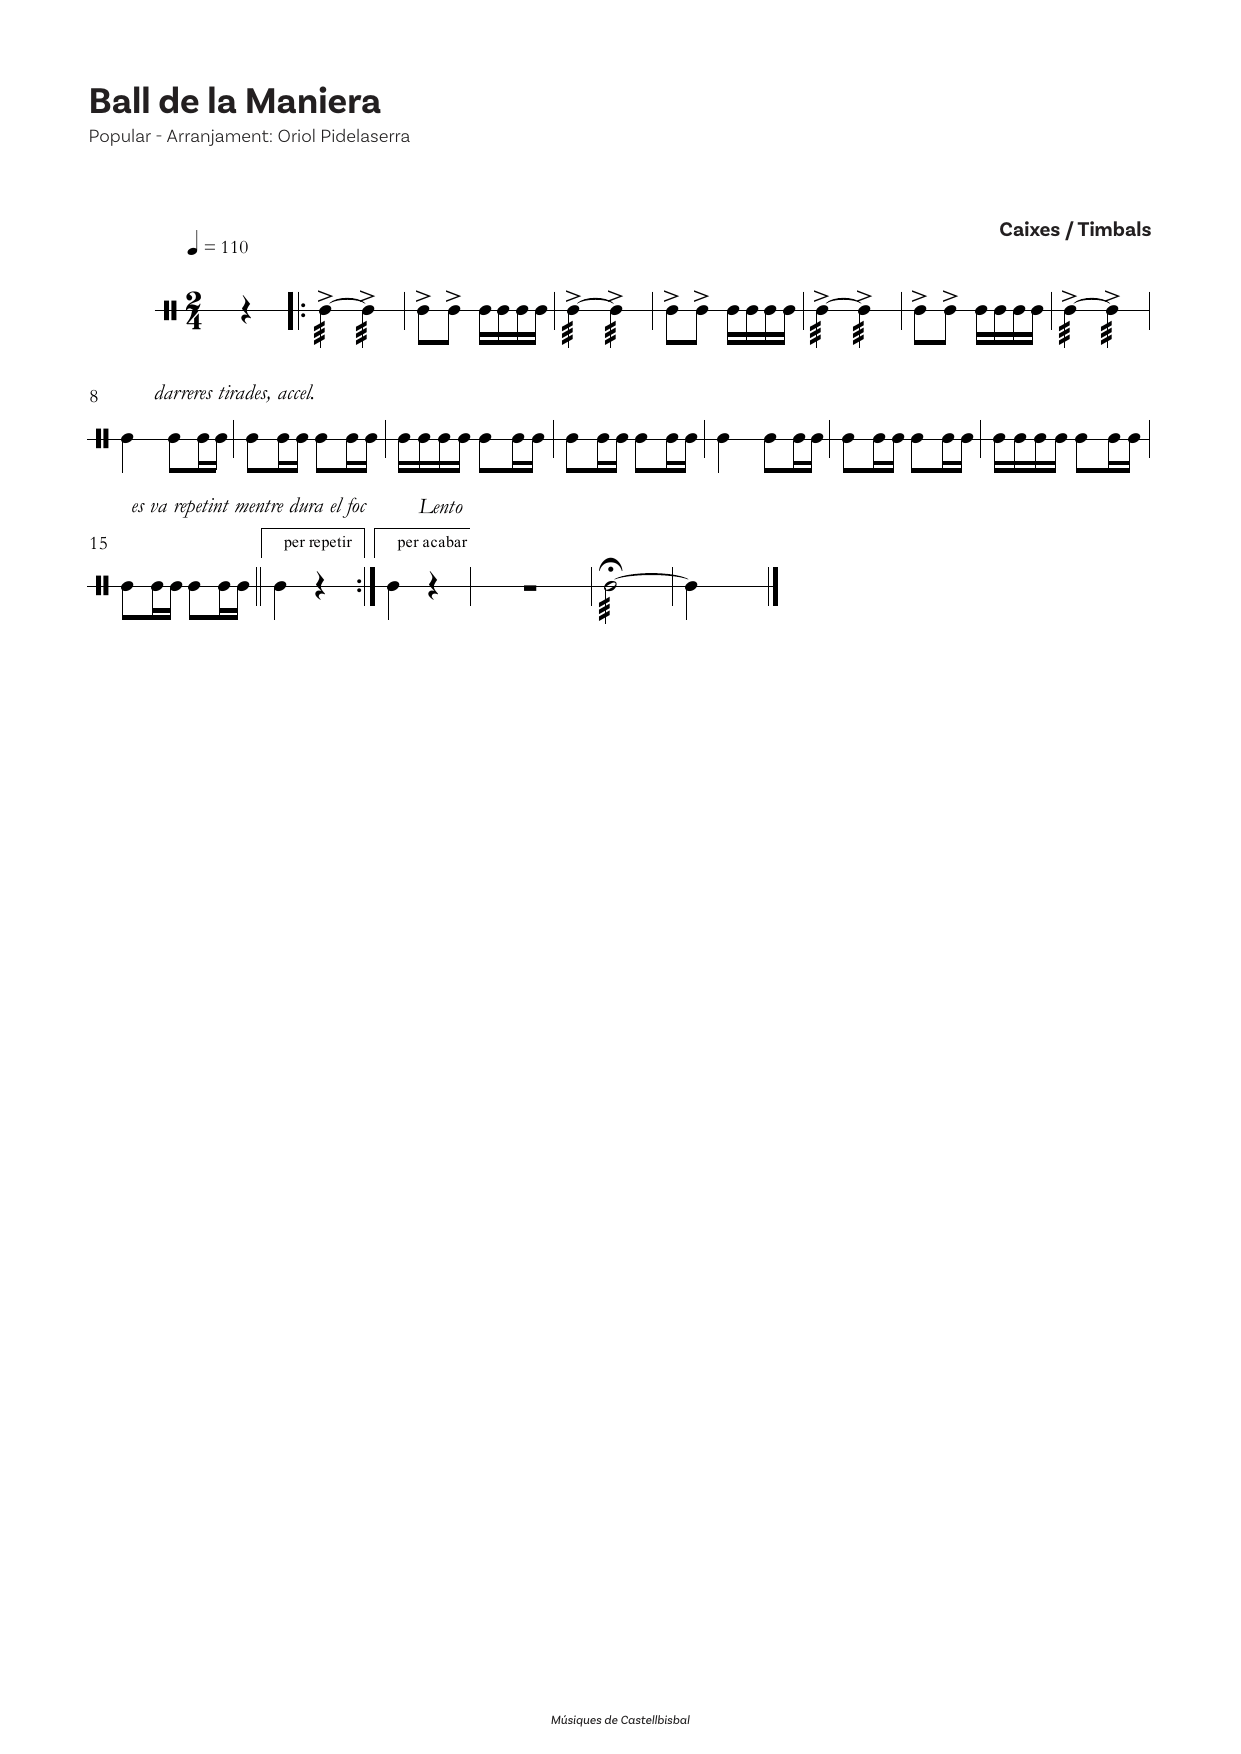 Ball de la Maniera
Popular - Arranjament: Oriol Pidelaserra
Caixes / Timbals
= 110
2
4
8
darreres tirades, accel.
es va repetint mentre dura el foc Lento
15
per repetir per acabar
Músiques de Castellbisbal